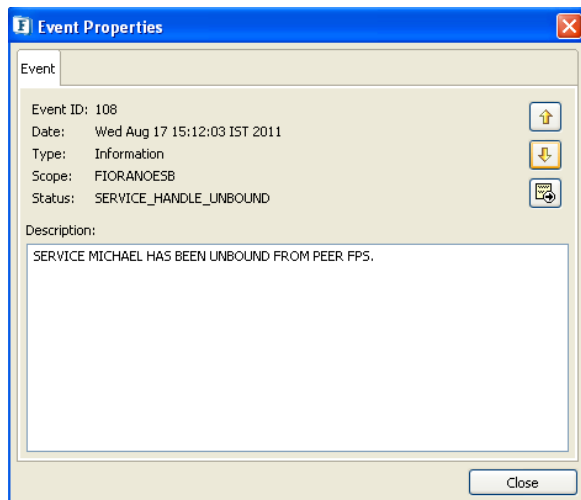 Event Properties
Event
Event ID: 108
Date: Wed Aug 17 15:12:03 IST 2011
Type: Information
Scope: FIORANOESB
Status: SERVICE_HANDLE_UNBOUND
Description:
SERVICE MICHAEL HAS BEEN UNBOUND FROM PEER FPS.
Close